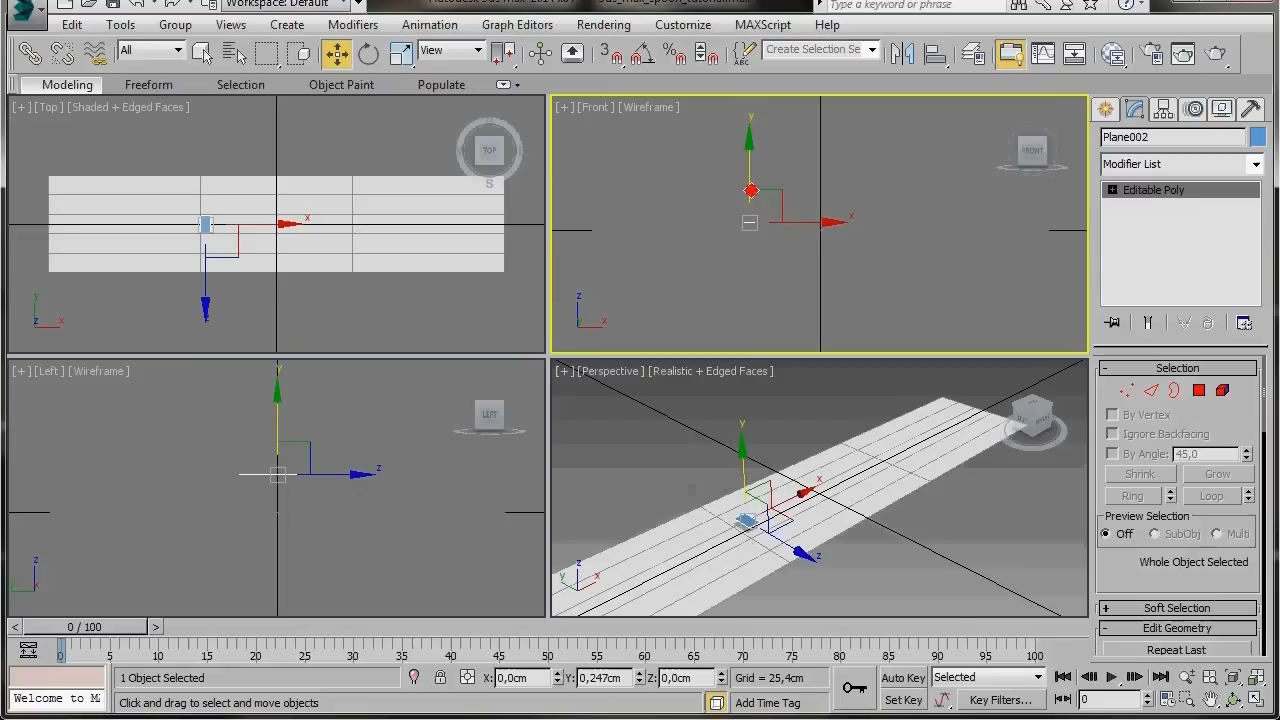 Workspace: Default
Type a keyword or phrase
Edit Tools Group Views Create Modifiers Animation Graph Editors Rendering Customize MAXScript Help
All View 3 Create Selection Se
Modeling Freeform Selection Object Paint Populate
[+] [Top] [Shaded + Edged Faces]
TOP
S
x
y
z x
[+] [Front] [Wireframe]
y
FRONT
x
z
x
Plane002
Modifier List
Editable Poly
[+] [Left] [Wireframe]
y
LEFT
z
z
[+] [Perspective] [Realistic + Edged Faces]
y
x
z
z
y x
Selection
By Vertex
Ignore Backfacing
By Angle: 45,0
Shrink Grow
Ring Loop
Preview Selection
Off SubObj Multi
Whole Object Selected
Soft Selection
Edit Geometry
Repeat Last
< 0 / 100 >
0 5 10 15 20 25 30 35 40 45 50 55 60 65 70 75 80 85 90 95 100
1 Object Selected X: 0,0cm Y: 0,247cm Z: 0,0cm Grid = 25,4cm Auto Key Selected
Welcome to M Click and drag to select and move objects Add Time Tag Set Key Key Filters... 0